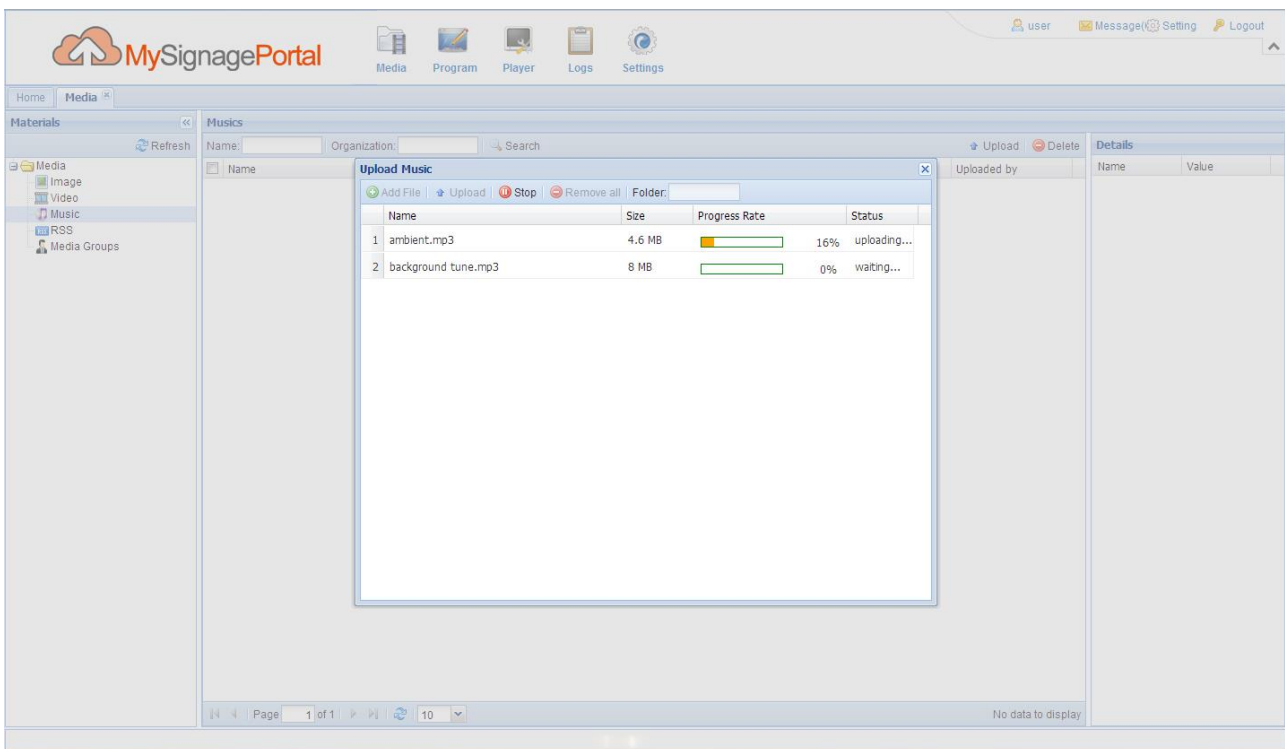 MySignagePortal
Media Program Player Logs Settings
user Message( Setting Logout
Home Media
Materials
Refresh
Media
Image
Video
Music
RSS
Media Groups
Musics
Name: Organization: Search Upload Delete
Name Uploaded by
Details
Name Value
Upload Music
Add File Upload Stop Remove all Folder:
Name Size Progress Rate Status
1 ambient.mp3 4.6 MB 16% uploading...
2 background tune.mp3 8 MB 0% waiting...
Page 1 of 1 10 No data to display